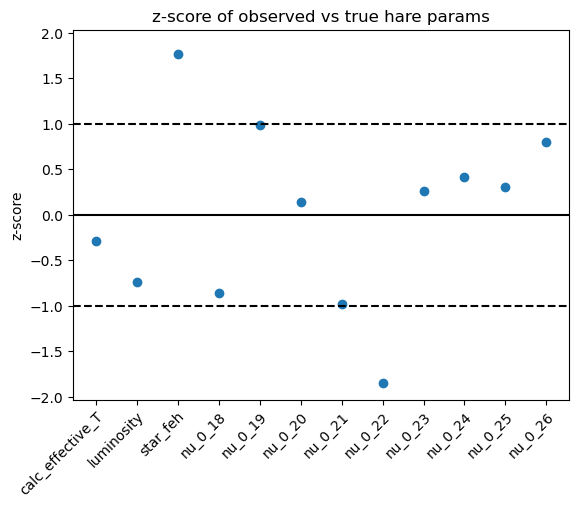 z-score of observed vs true hare params
2.0
1.5
1.0
0.5
0.0
−0.5
−1.0
−1.5
−2.0
z-score
calc_effective_T
luminosity
star_feh
nu_0_18
nu_0_19
nu_0_20
nu_0_21
nu_0_22
nu_0_23
nu_0_24
nu_0_25
nu_0_26